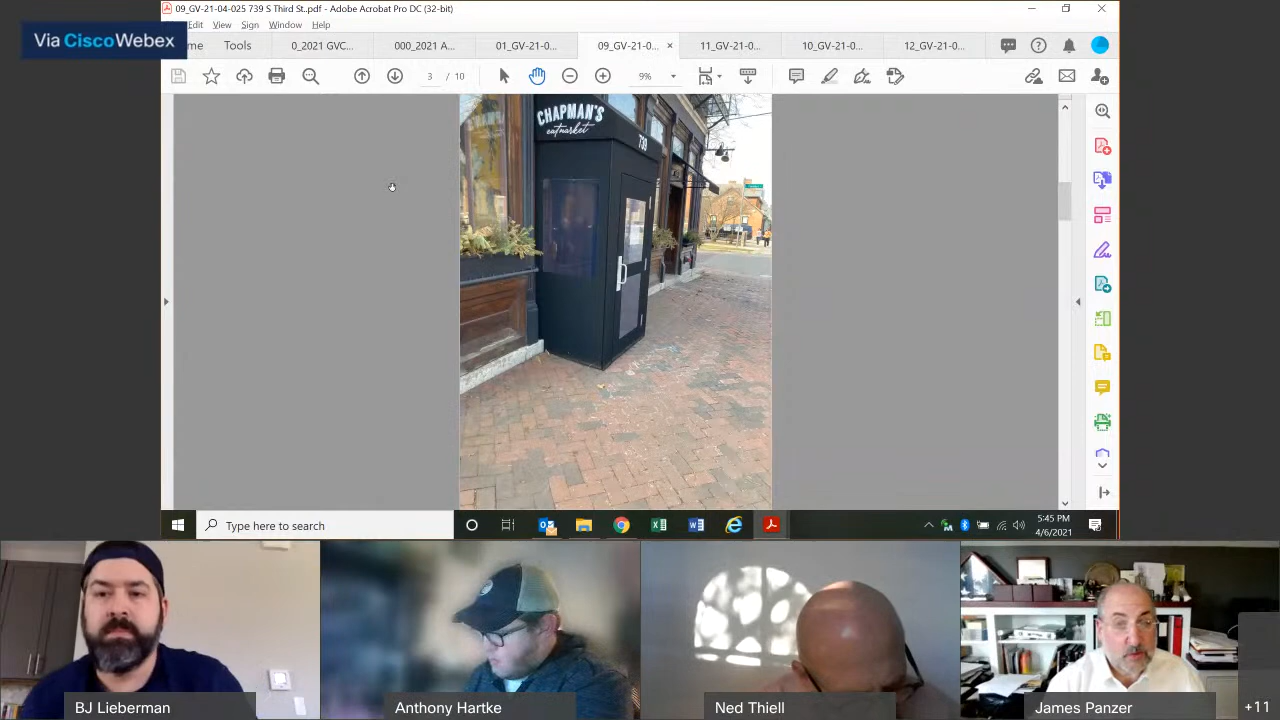 09_GV-21-04-025 739 S Third St..pdf - Adobe Acrobat Pro DC (32-bit)
Edit View Sign Window Help
Via CiscoWebex
me Tools 0_2021 GVC... 000_2021 A... 01_GV-21-0... 09_GV-21-0... 11_GV-21-0... 10_GV-21-0... 12_GV-21-0...
3 / 10 9%
CHAPMAN'S
eatmarket
739
Type here to search
5:45 PM
4/6/2021
BJ Lieberman
Anthony Hartke
Ned Thiell
James Panzer
+11